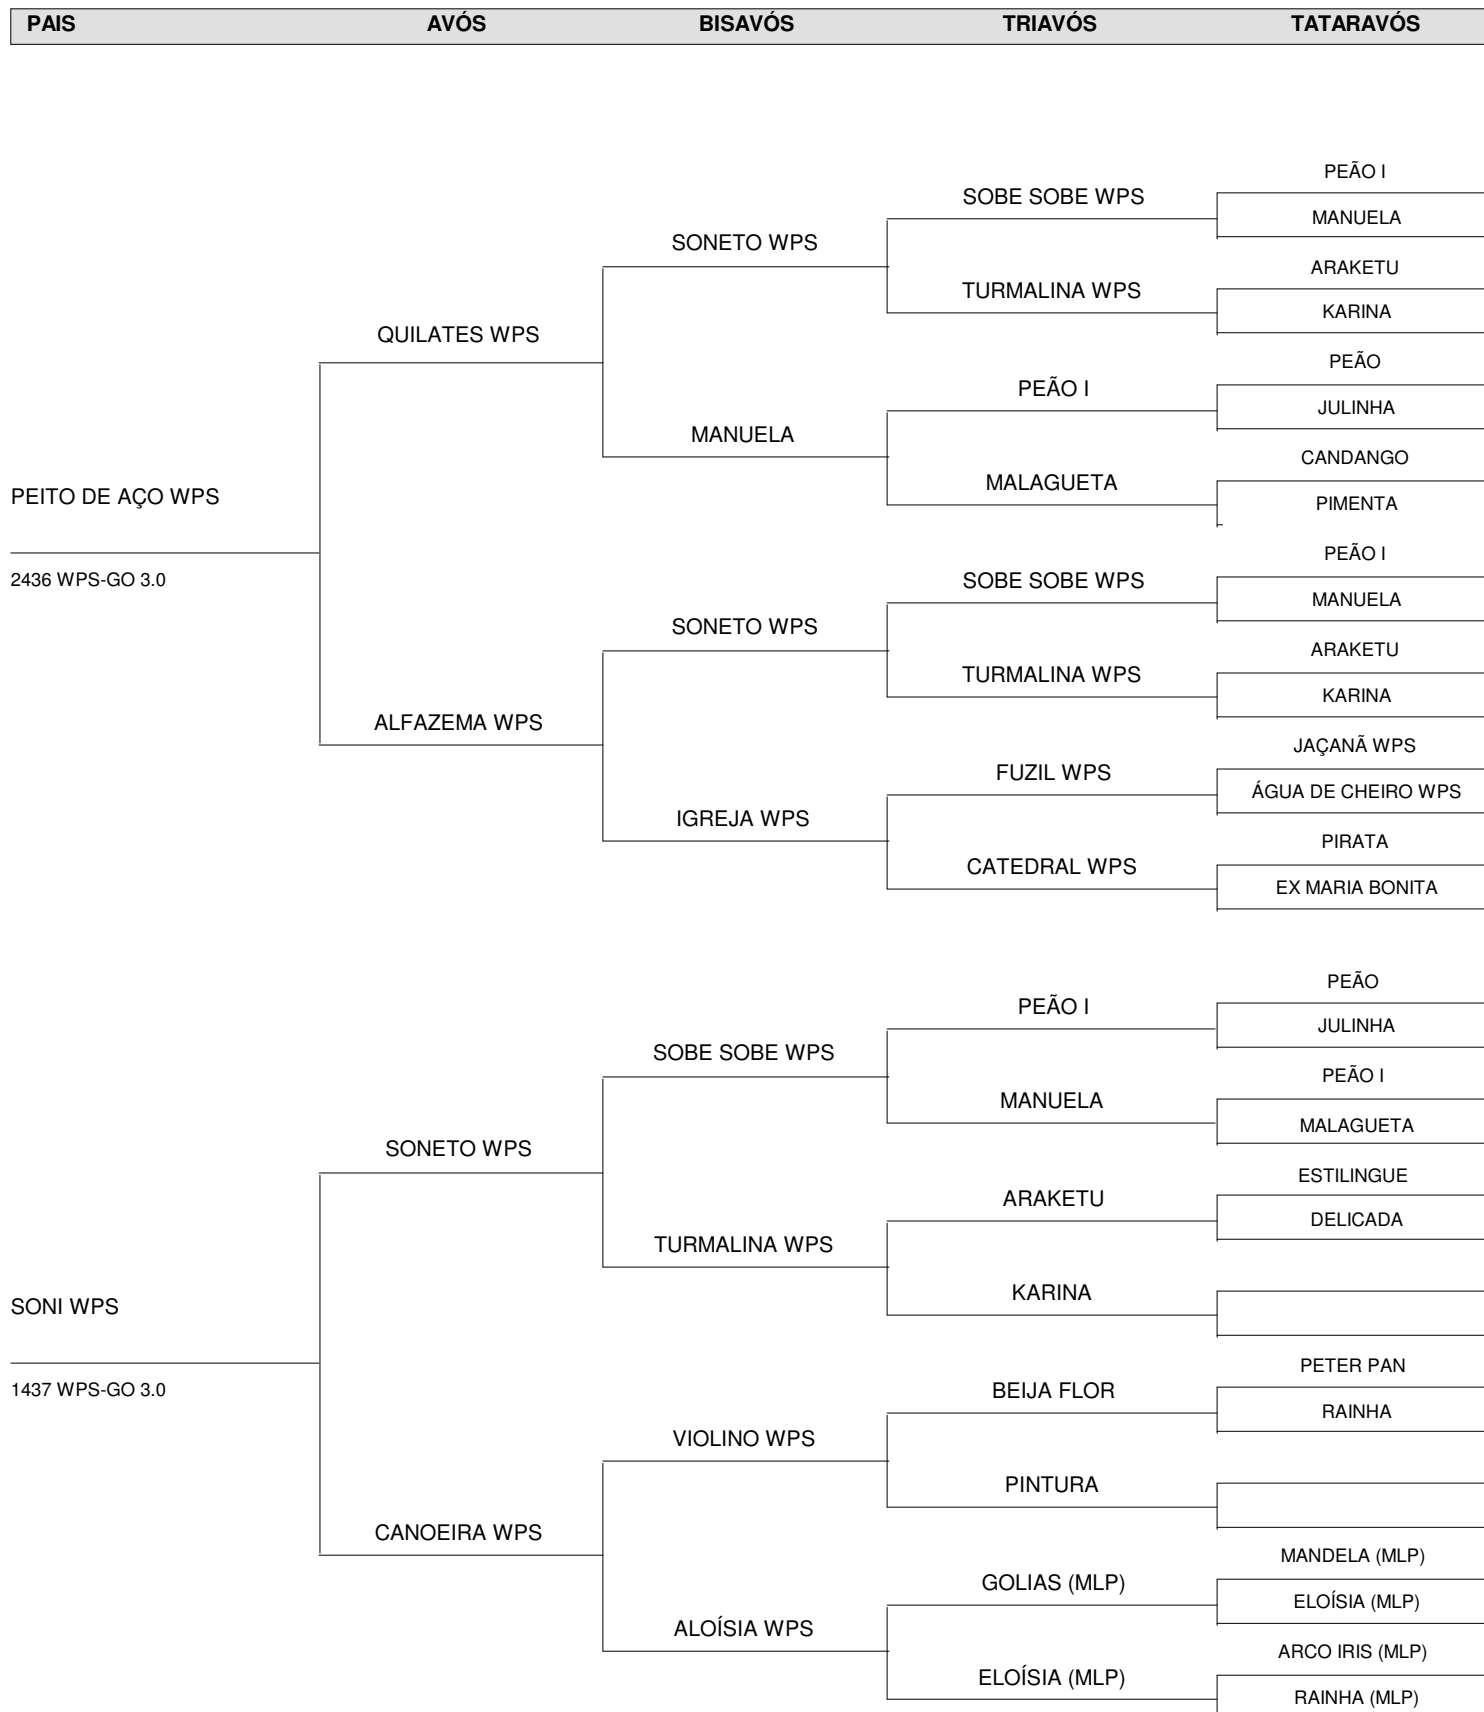 PAIS AVÓS BISAVÓS TRIAVÓS TATARAVÓS
PEÃO I
SOBE SOBE WPS
MANUELA
SONETO WPS
ARAKETU
TURMALINA WPS
KARINA
QUILATES WPS
PEÃO
PEÃO I
JULINHA
MANUELA
CANDANGO
MALAGUETA
PEITO DE AÇO WPS
PIMENTA
PEÃO I
2436 WPS-GO 3.0
SOBE SOBE WPS
MANUELA
SONETO WPS
ARAKETU
TURMALINA WPS
KARINA
ALFAZEMA WPS
JAÇANÃ WPS
FUZIL WPS
ÁGUA DE CHEIRO WPS
IGREJA WPS
PIRATA
CATEDRAL WPS
EX MARIA BONITA
PEÃO
PEÃO I
JULINHA
SOBE SOBE WPS
PEÃO I
MANUELA
MALAGUETA
SONETO WPS
ESTILINGUE
ARAKETU
DELICADA
TURMALINA WPS
KARINA
SONI WPS
PETER PAN
1437 WPS-GO 3.0
BEIJA FLOR
RAINHA
VIOLINO WPS
PINTURA
CANOEIRA WPS
MANDELA (MLP)
GOLIAS (MLP)
ELOÍSIA (MLP)
ALOÍSIA WPS
ARCO IRIS (MLP)
ELOÍSIA (MLP)
RAINHA (MLP)